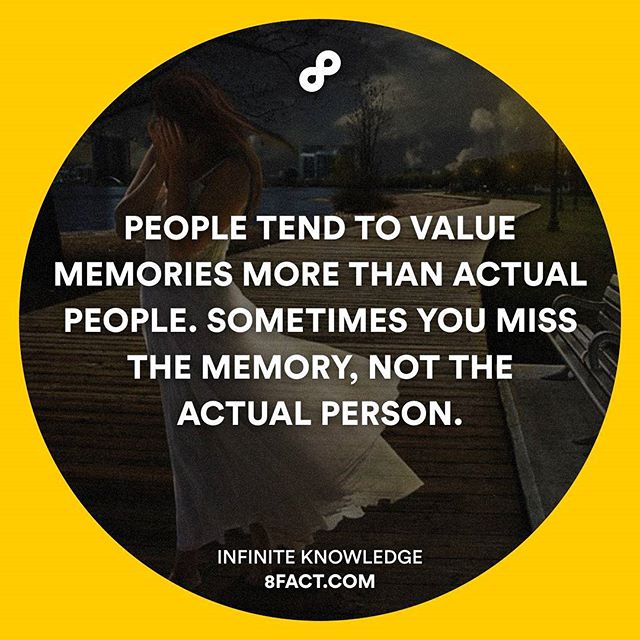 PEOPLE TEND TO VALUE
MEMORIES MORE THAN ACTUAL
PEOPLE. SOMETIMES YOU MISS
THE MEMORY, NOT THE
ACTUAL PERSON.
INFINITE KNOWLEDGE
8FACT.COM